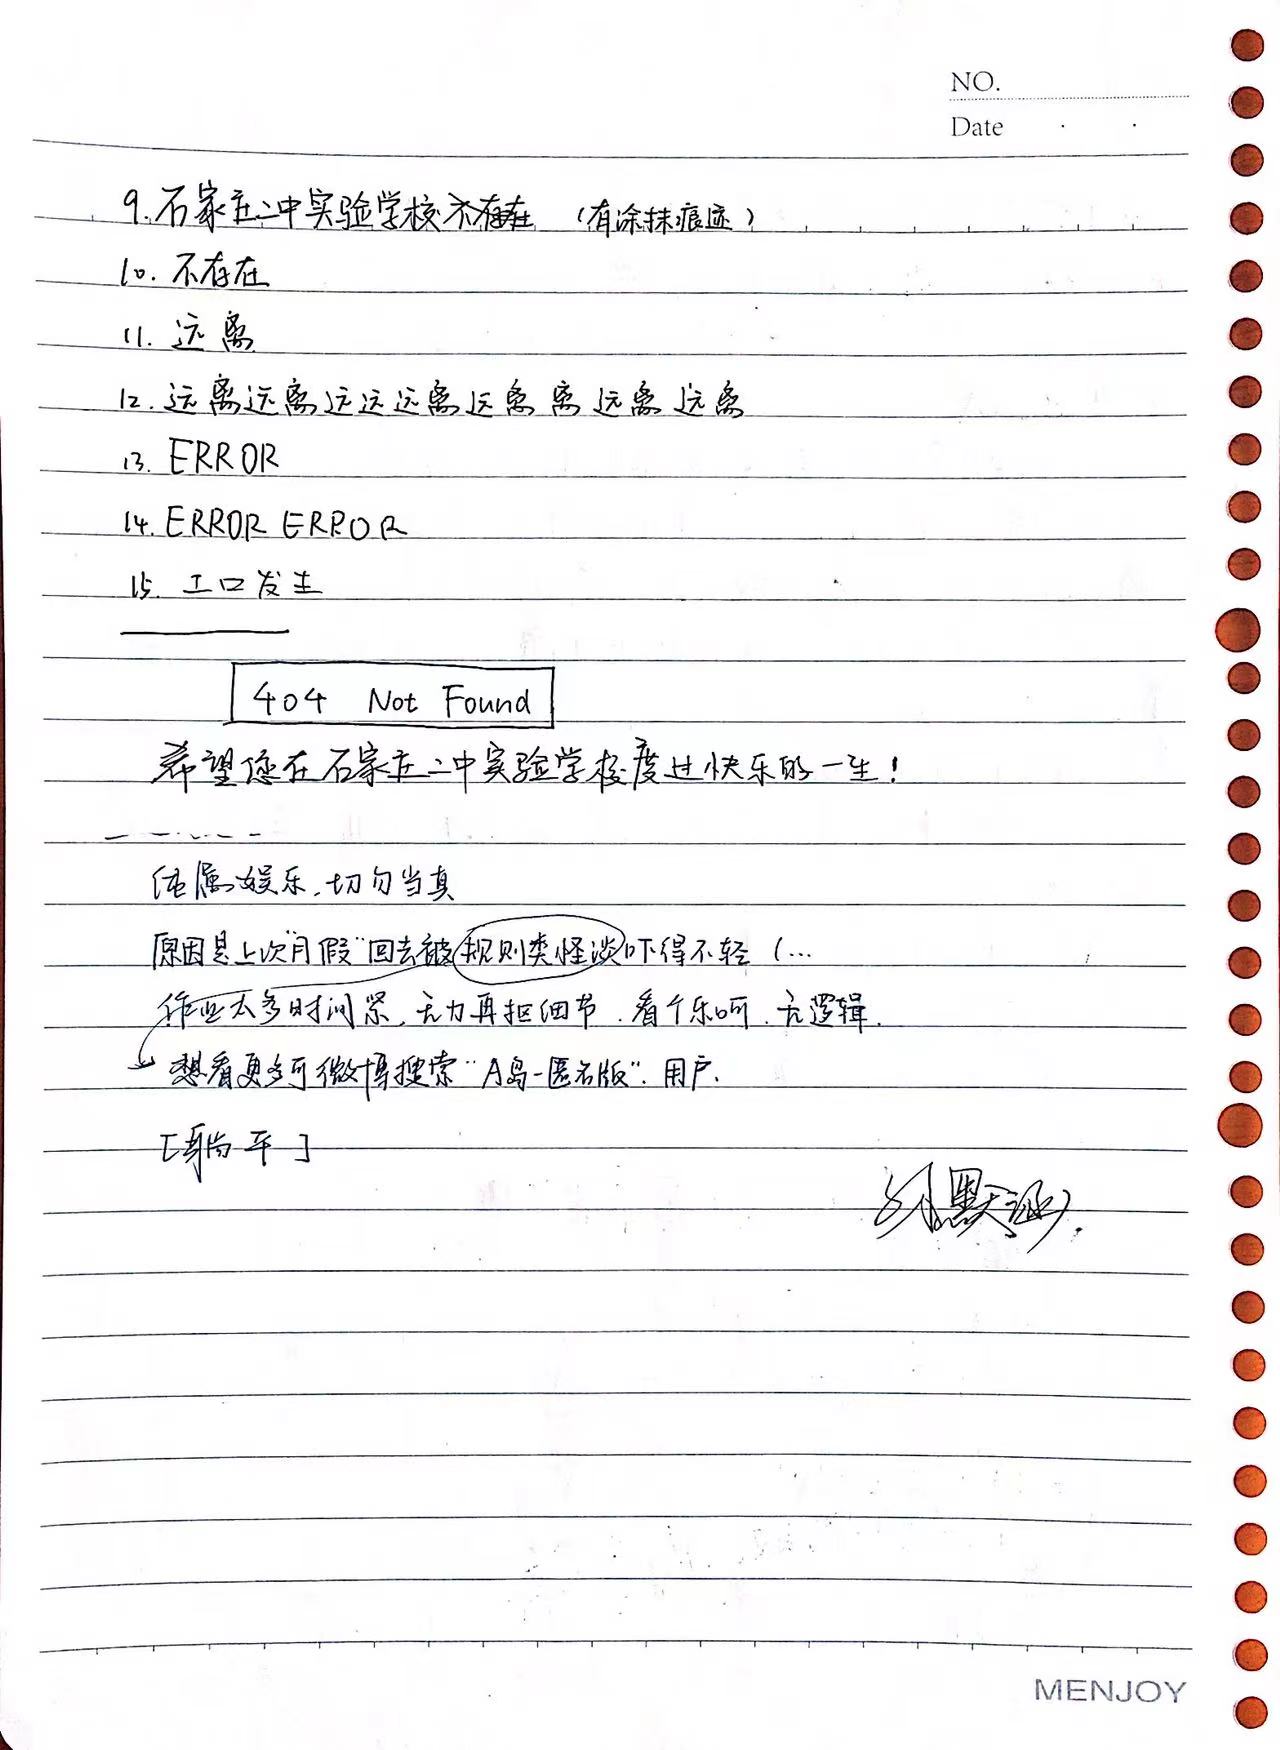 NO.
Date
9. 石家庄二中实验学校不存在 (有涂抹痕迹)
10. 不存在
11. 远离
12. 远离远离远远远离远离离远离远离
13. ERROR
14. ERROR ERROR
15. 工口发生
404 Not Found
希望您在石家庄二中实验学校度过快乐的一生!
纯属娱乐,切勿当真
原因是上次"月假"回去被规则类怪谈吓得不轻 (...
作业太多时间紧,无力再抠细节.看个乐呵.无逻辑.
想看更多可微博搜索"A岛-匿名版".用户.
[躺平]
MENJOY